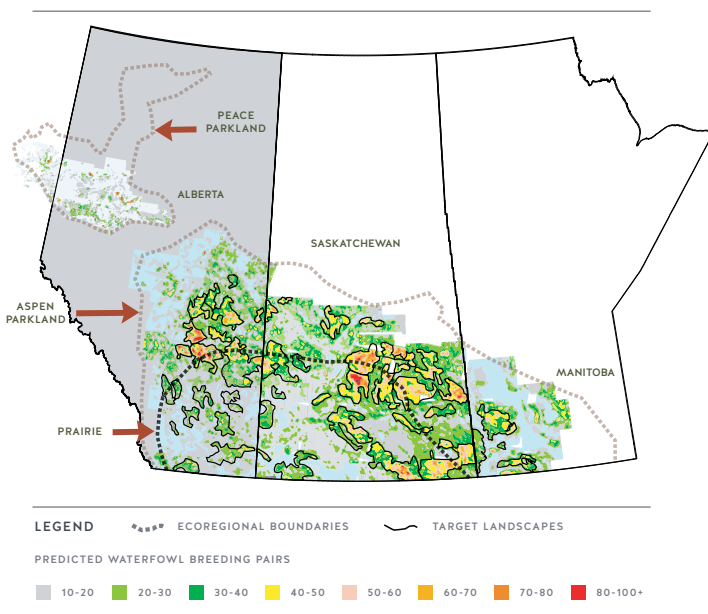 PEACE
PARKLAND
ALBERTA
SASKATCHEWAN
ASPEN
PARKLAND
MANITOBA
PRAIRIE
LEGEND ECOREGIONAL BOUNDARIES TARGET LANDSCAPES
PREDICTED WATERFOWL BREEDING PAIRS
10-20 20-30 30-40 40-50 50-60 60-70 70-80 80-100+